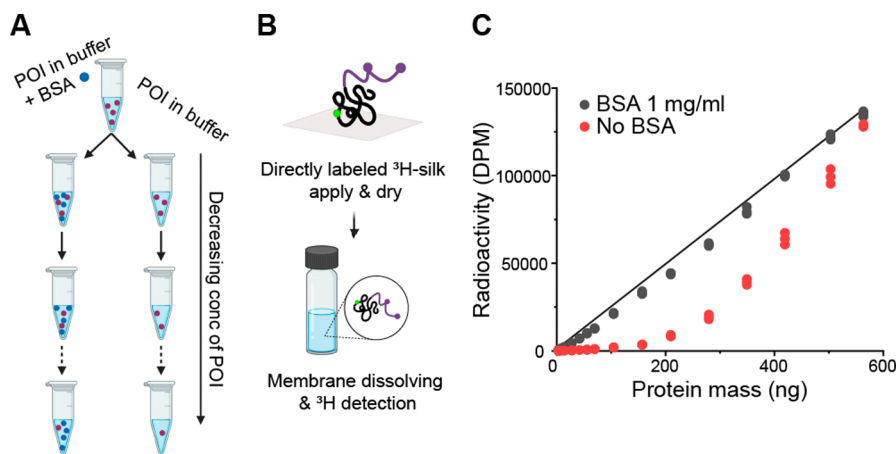 A
POI in buffer
+ BSA
POI in buffer
Decreasing conc of POI
B
Directly labeled ³H-silk
apply & dry
Membrane dissolving
& ³H detection
C
BSA 1 mg/ml
No BSA
Radioactivity (DPM)
150000
100000
50000
0
0 200 400 600
Protein mass (ng)